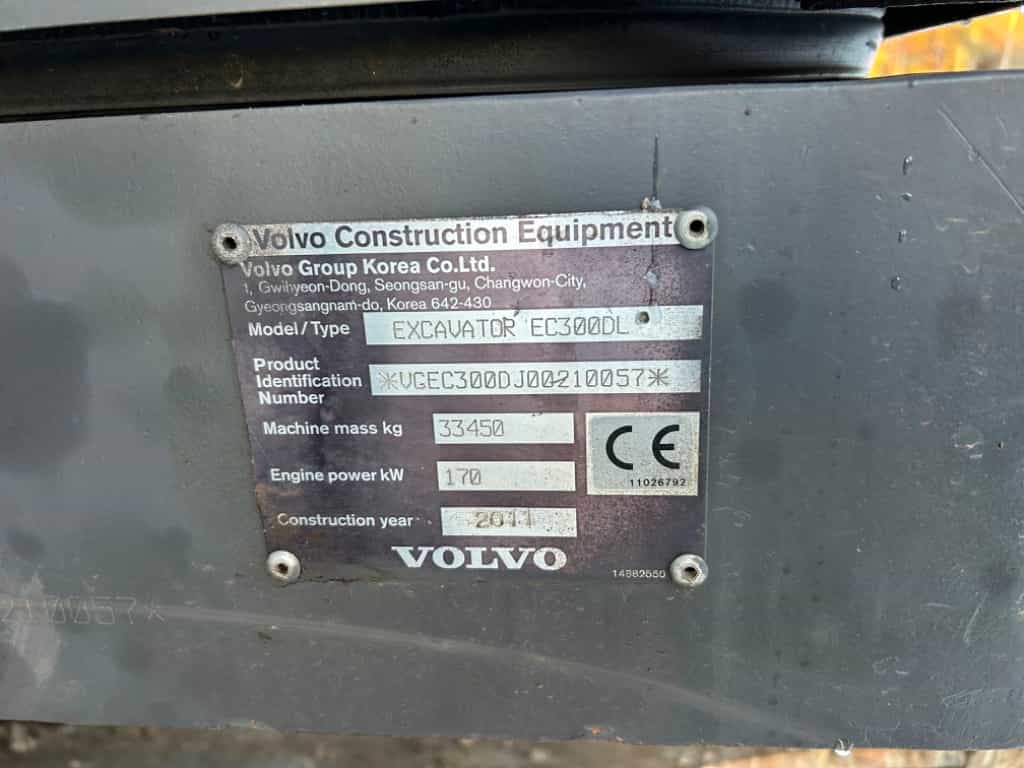 Volvo Construction Equipment
Volvo Group Korea Co.Ltd.
1, Gwihyeon-Dong, Seongsan-gu, Changwon-City,
Gyeongsangnam-do, Korea 642-430
Model/Type EXCAVATOR EC300DL
Product
Identification
Number *VGEC300DJ00210057*
Machine mass kg 33450
Engine power kW 170
CE
11026792
Construction year 2011
VOLVO
14882550
210057*